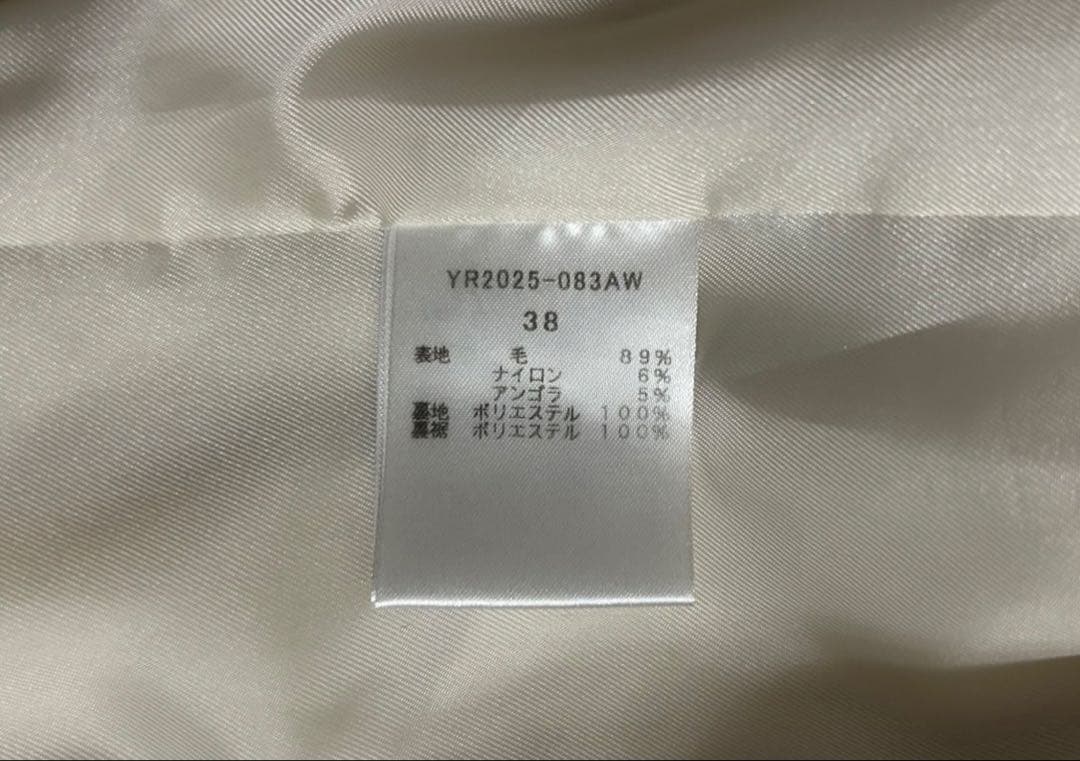 YR2025-083AW
38
表地 毛 89%
ナイロン 6%
アンゴラ 5%
裏地 ポリエステル 100%
裏裾 ポリエステル 100%